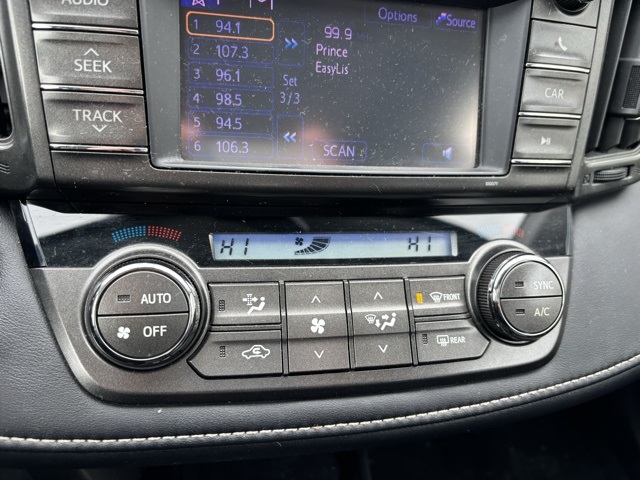 AUDIO
SEEK
TRACK
1 94.1
2 107.3
3 96.1
4 98.5
5 94.5
6 106.3
Set
3/3
SCAN
Options
Source
99.9
Prince
EasyLis
CAR
HI
HI
AUTO
OFF
FRONT
REAR
SYNC
A/C